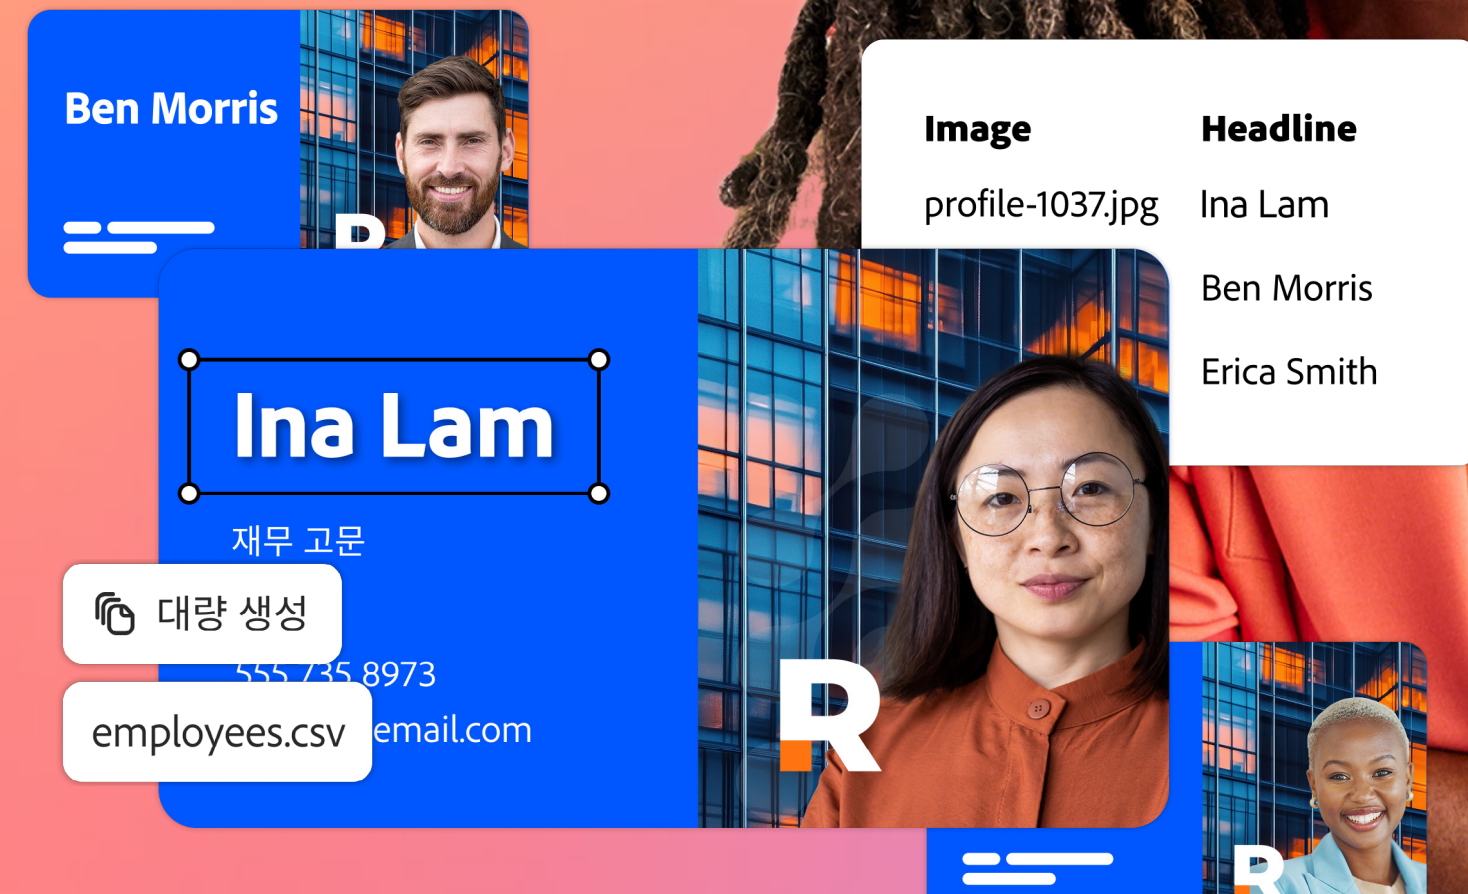 Ben Morris
R
Image Headline
profile-1037.jpg Ina Lam
Ben Morris
Erica Smith
Ina Lam
재무 고문
대량 생성
555 735 8973
employees.csv
email.com
R
R